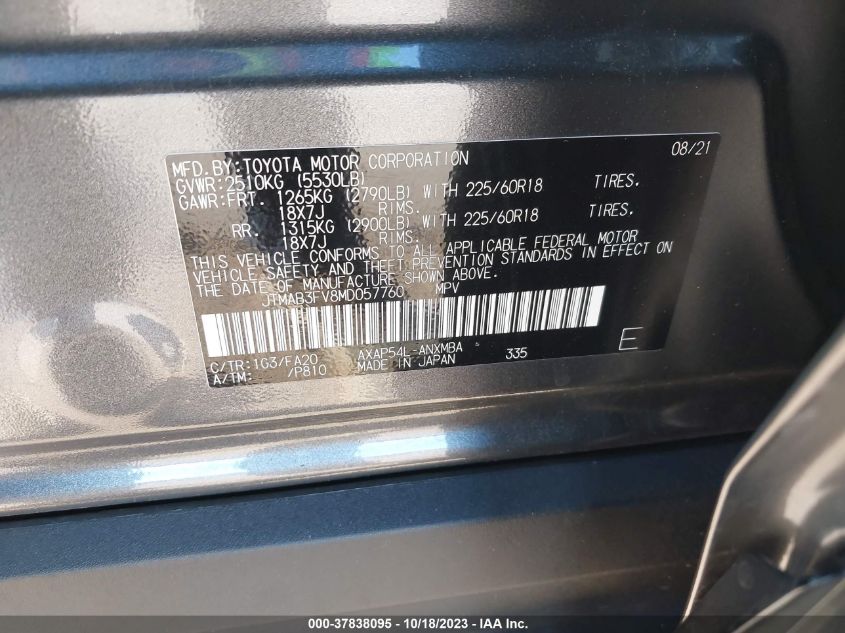 MFD.BY:TOYOTA MOTOR CORPORATION 08/21
GVWR:2510KG (5530LB)
GAWR:FRT. 1265KG (2790LB) WITH 225/60R18 TIRES.
18X7J RIMS.
RR. 1315KG (2900LB) WITH 225/60R18 TIRES.
18X7J RIMS.
THIS VEHICLE CONFORMS TO ALL APPLICABLE FEDERAL MOTOR
VEHICLE SAFETY AND THEFT PREVENTION STANDARDS IN EFFECT ON
THE DATE OF MANUFACTURE SHOWN ABOVE.
JTMAB3FV8MD057760 MPV
C/TR:1G3/FA20 AXAP54L-ANXMBA 335 E
A/TM: /P810 MADE IN JAPAN
000-37838095 - 10/18/2023 - IAA Inc.